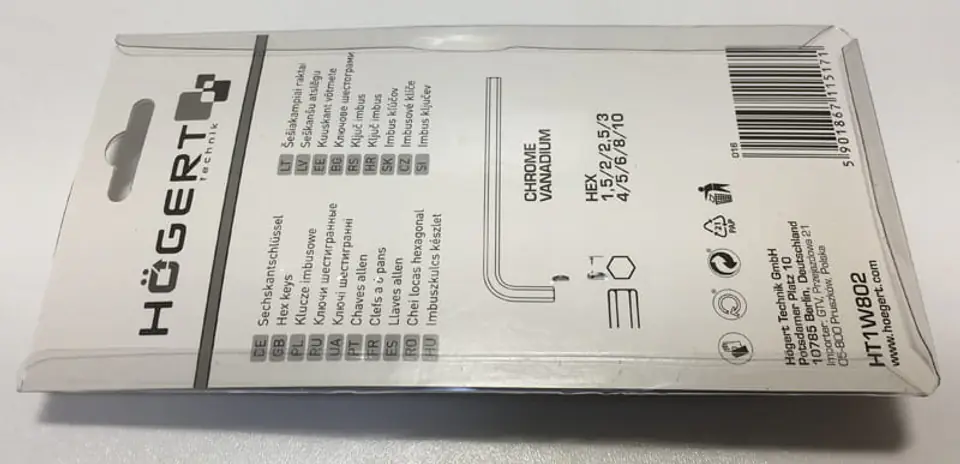 HÖGERT
technik
DE Sechskantschlüssel
GB Hex keys
PL Klucze imbusowe
RU Ключи шестигранные
UA Ключі шестигранні
PT Chaves allen
FR Clefs a 6 pans
ES Llaves allen
RO Chei locas hexagonal
HU Imbuszkulcs készlet
LT Šešiakampiai raktai
LV Seškanšu atslēgu
EE Kuuskant võtmete
BG Ключове шестограми
RS Ključ imbus
HR Ključ imbus
SK Imbus kľúčov
CZ Imbusové klíče
SI Imbus ključev
CHROME
VANADIUM
HEX
1,5/2/2,5/3
4/5/6/8/10
21
PAP
Högert Technik GmbH
Potsdamer Platz 10
10785 Berlin, Deutschland
Importer: GTV, Przejazdowa 21
05-800 Pruszków, Polska
HT1W802
www.hoegert.com
016
5 901867 115171